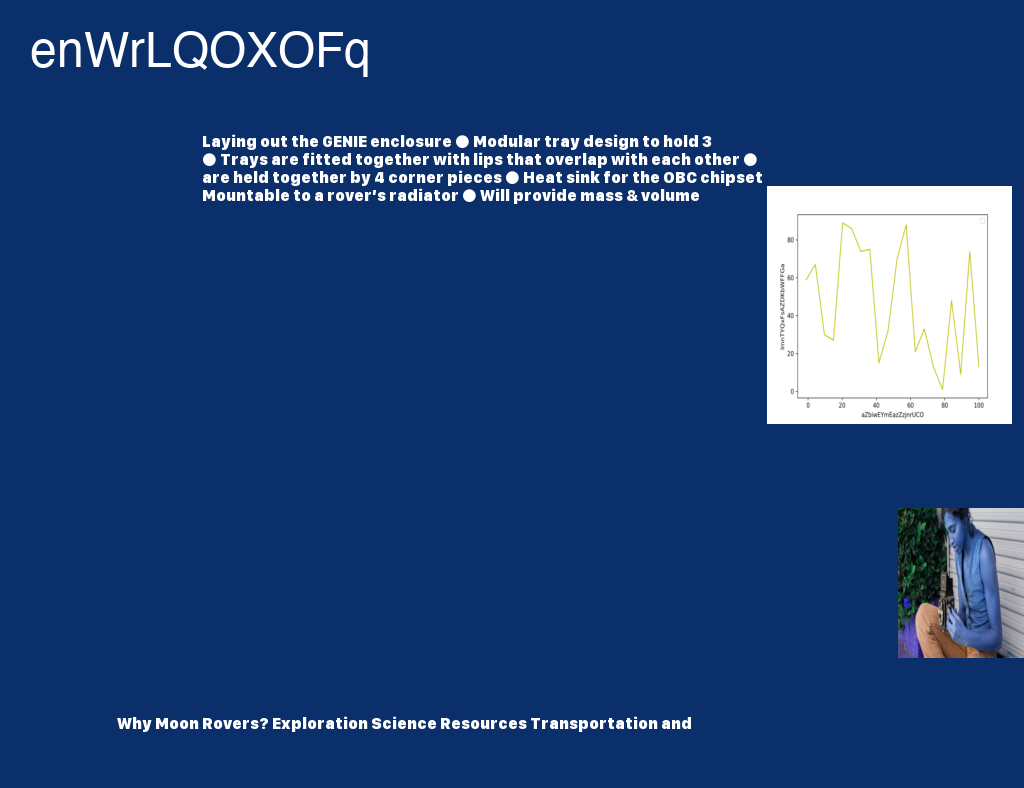 enWrLQOXOFq
Laying out the GENIE enclosure ● Modular tray design to hold 3
● Trays are fitted together with lips that overlap with each other ●
are held together by 4 corner pieces ● Heat sink for the OBC chipset
Mountable to a rover’s radiator ● Will provide mass & volume
80
60
40
20
0
0 20 40 60 80 100
aZbiwEYmEazZzjnrUCO
Why Moon Rovers? Exploration Science Resources Transportation and